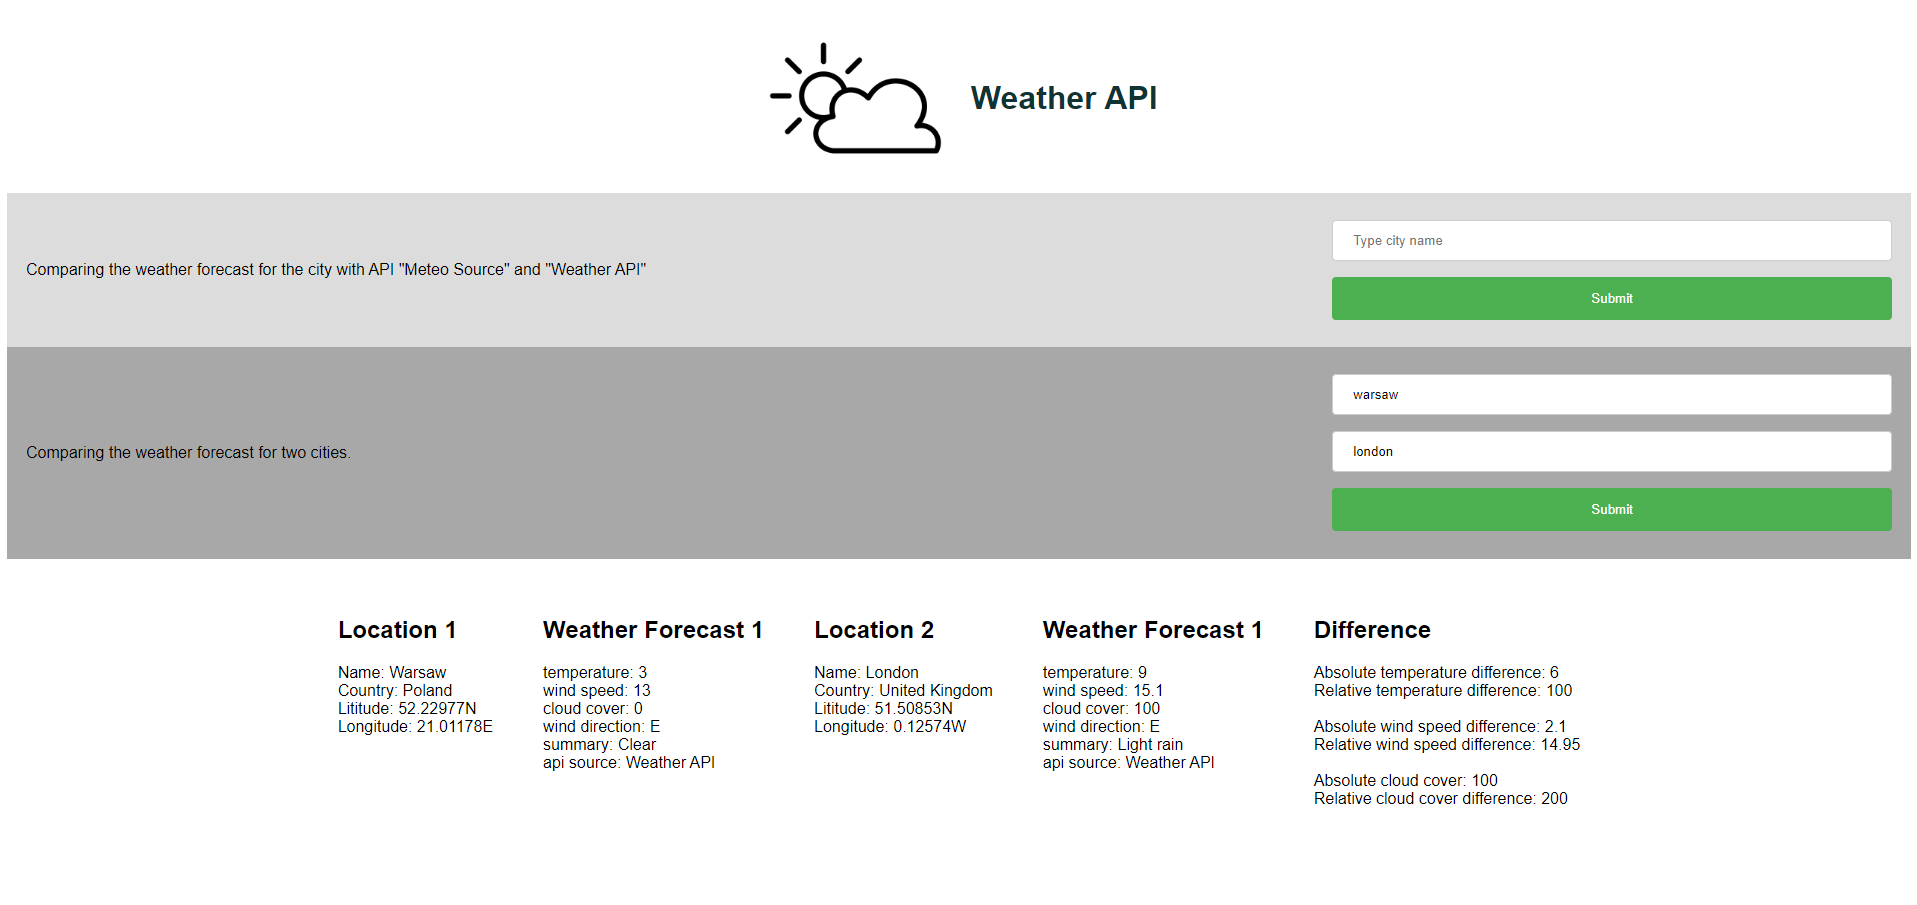 Weather API
Comparing the weather forecast for the city with API "Meteo Source" and "Weather API"
Type city name
Submit
Comparing the weather forecast for two cities.
warsaw
london
Submit
Location 1
Name: Warsaw
Country: Poland
Lititude: 52.22977N
Longitude: 21.01178E
Weather Forecast 1
temperature: 3
wind speed: 13
cloud cover: 0
wind direction: E
summary: Clear
api source: Weather API
Location 2
Name: London
Country: United Kingdom
Lititude: 51.50853N
Longitude: 0.12574W
Weather Forecast 1
temperature: 9
wind speed: 15.1
cloud cover: 100
wind direction: E
summary: Light rain
api source: Weather API
Difference
Absolute temperature difference: 6
Relative temperature difference: 100
Absolute wind speed difference: 2.1
Relative wind speed difference: 14.95
Absolute cloud cover: 100
Relative cloud cover difference: 200